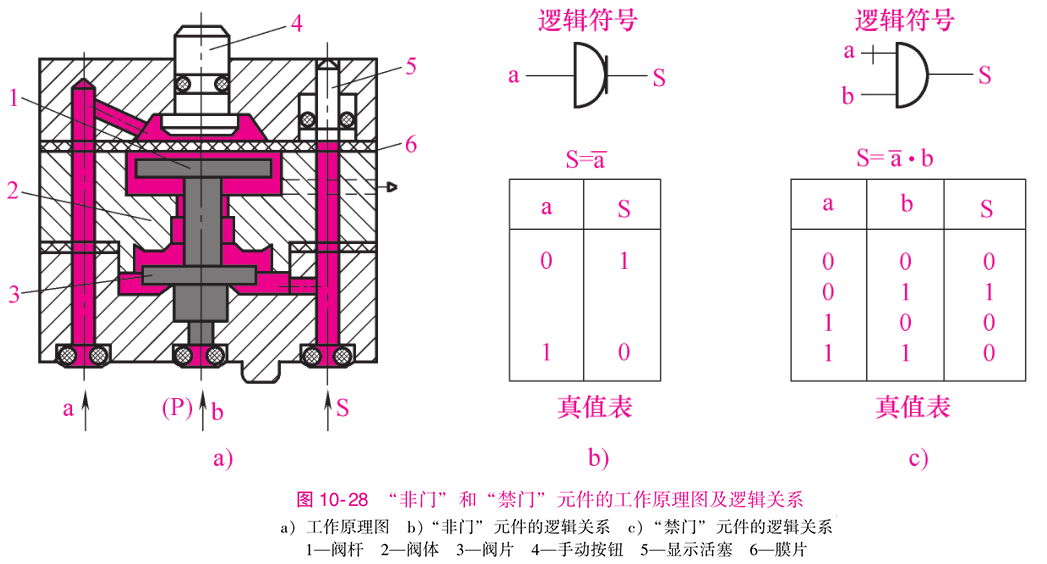 4
5
1
6
2
3
a
(P)
b
S
a)
逻辑符号
a S
S=a̅
a S
0 1
1 0
真值表
b)
逻辑符号
a
b
S
S=a̅·b
a b S
0 0 0
0 1 1
1 0 0
1 1 0
真值表
c)
图 10-28 “非门”和“禁门”元件的工作原理图及逻辑关系
a) 工作原理图 b)“非门”元件的逻辑关系 c)“禁门”元件的逻辑关系
1—阀杆 2—阀体 3—阀片 4—手动按钮 5—显示活塞 6—膜片